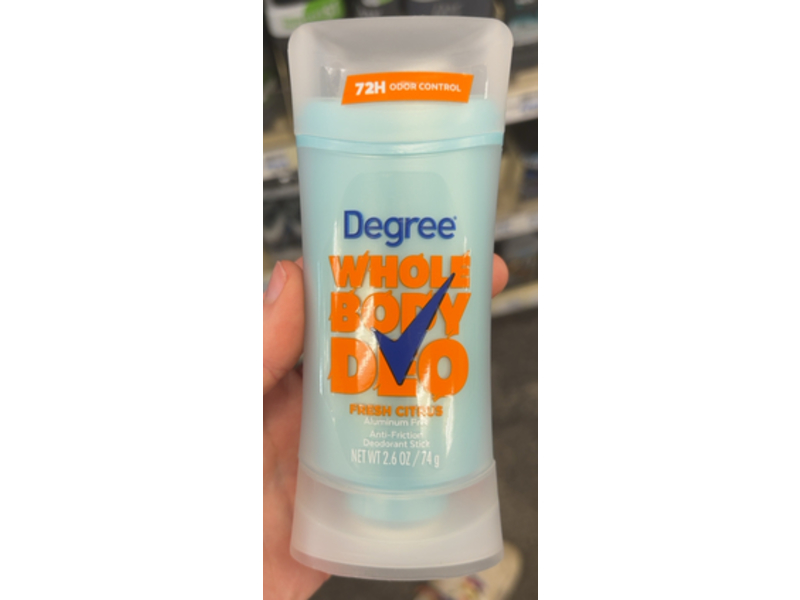 72H ODOR CONTROL
Degree
WHOLE
BODY
DEO
FRESH CITRUS
Aluminum Free
Anti-Friction
Deodorant Stick
NET WT 2.6 OZ / 74 g